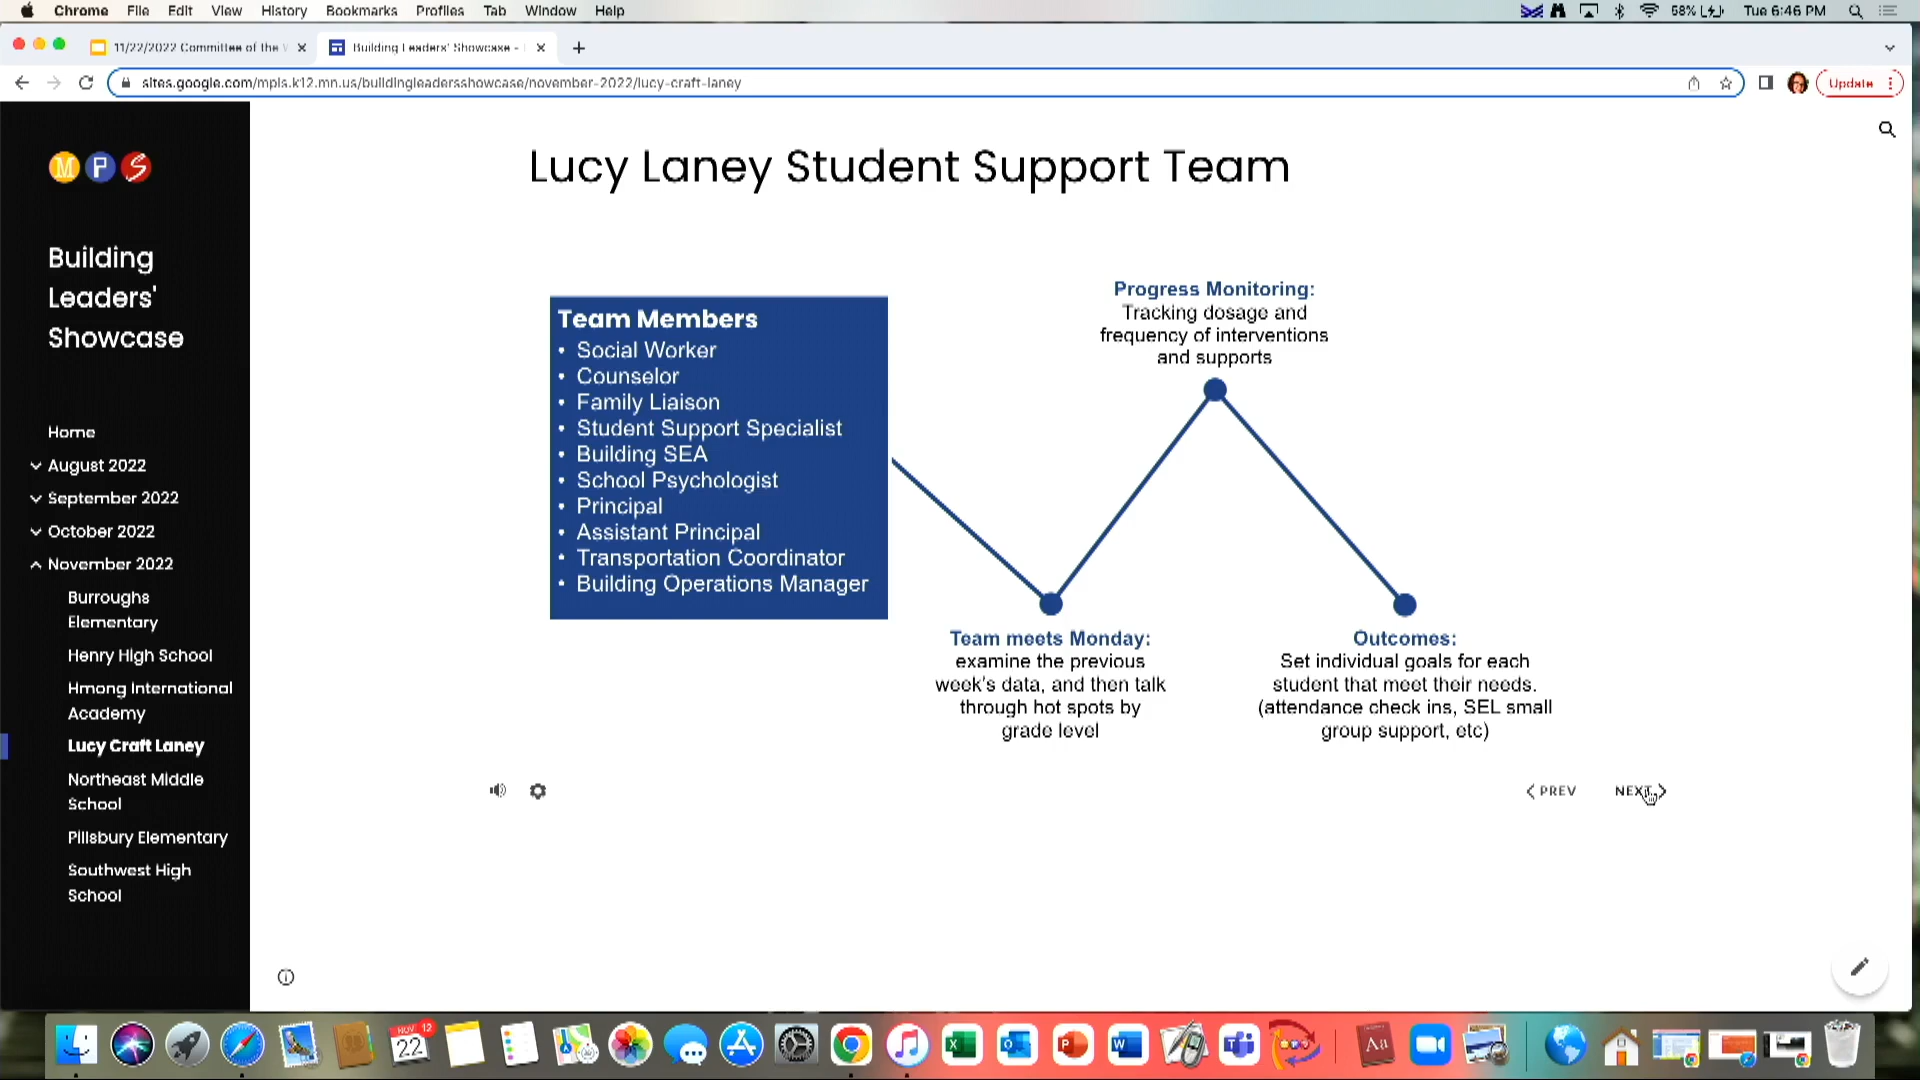 Chrome File Edit View History Bookmarks Profiles Tab Window Help 58% Tue 6:46 PM
11/22/2022 Committee of the Building Leaders' Showcase -
sites.google.com/mpls.k12.mn.us/buildingleadersshowcase/november-2022/lucy-craft-laney Update
M P S
Building
Leaders'
Showcase
Home
August 2022
September 2022
October 2022
November 2022
Burroughs
Elementary
Henry High School
Hmong International
Academy
Lucy Craft Laney
Northeast Middle
School
Pillsbury Elementary
Southwest High
School
Lucy Laney Student Support Team
Team Members
• Social Worker
• Counselor
• Family Liaison
• Student Support Specialist
• Building SEA
• School Psychologist
• Principal
• Assistant Principal
• Transportation Coordinator
• Building Operations Manager
Team meets Monday:
examine the previous
week's data, and then talk
through hot spots by
grade level
Progress Monitoring:
Tracking dosage and
frequency of interventions
and supports
Outcomes:
Set individual goals for each
student that meet their needs.
(attendance check ins, SEL small
group support, etc)
PREV NEXT
NOV 12
22
Aa